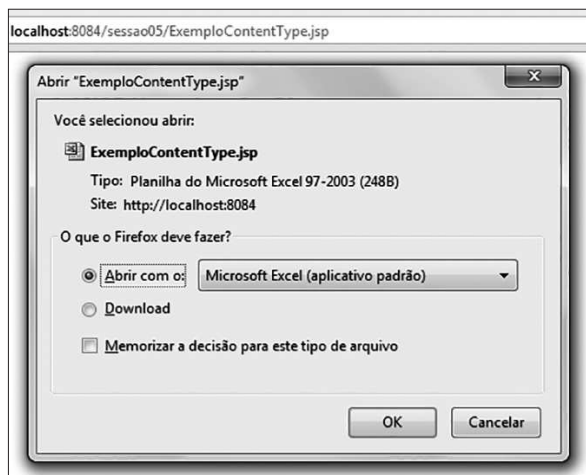 localhost:8084/sessao05/ExemploContentType.jsp
Abrir "ExemploContentType.jsp"
Você selecionou abrir:
ExemploContentType.jsp
Tipo: Planilha do Microsoft Excel 97-2003 (248B)
Site: http://localhost:8084
O que o Firefox deve fazer?
Abrir com o: Microsoft Excel (aplicativo padrão)
Download
Memorizar a decisão para este tipo de arquivo
OK Cancelar